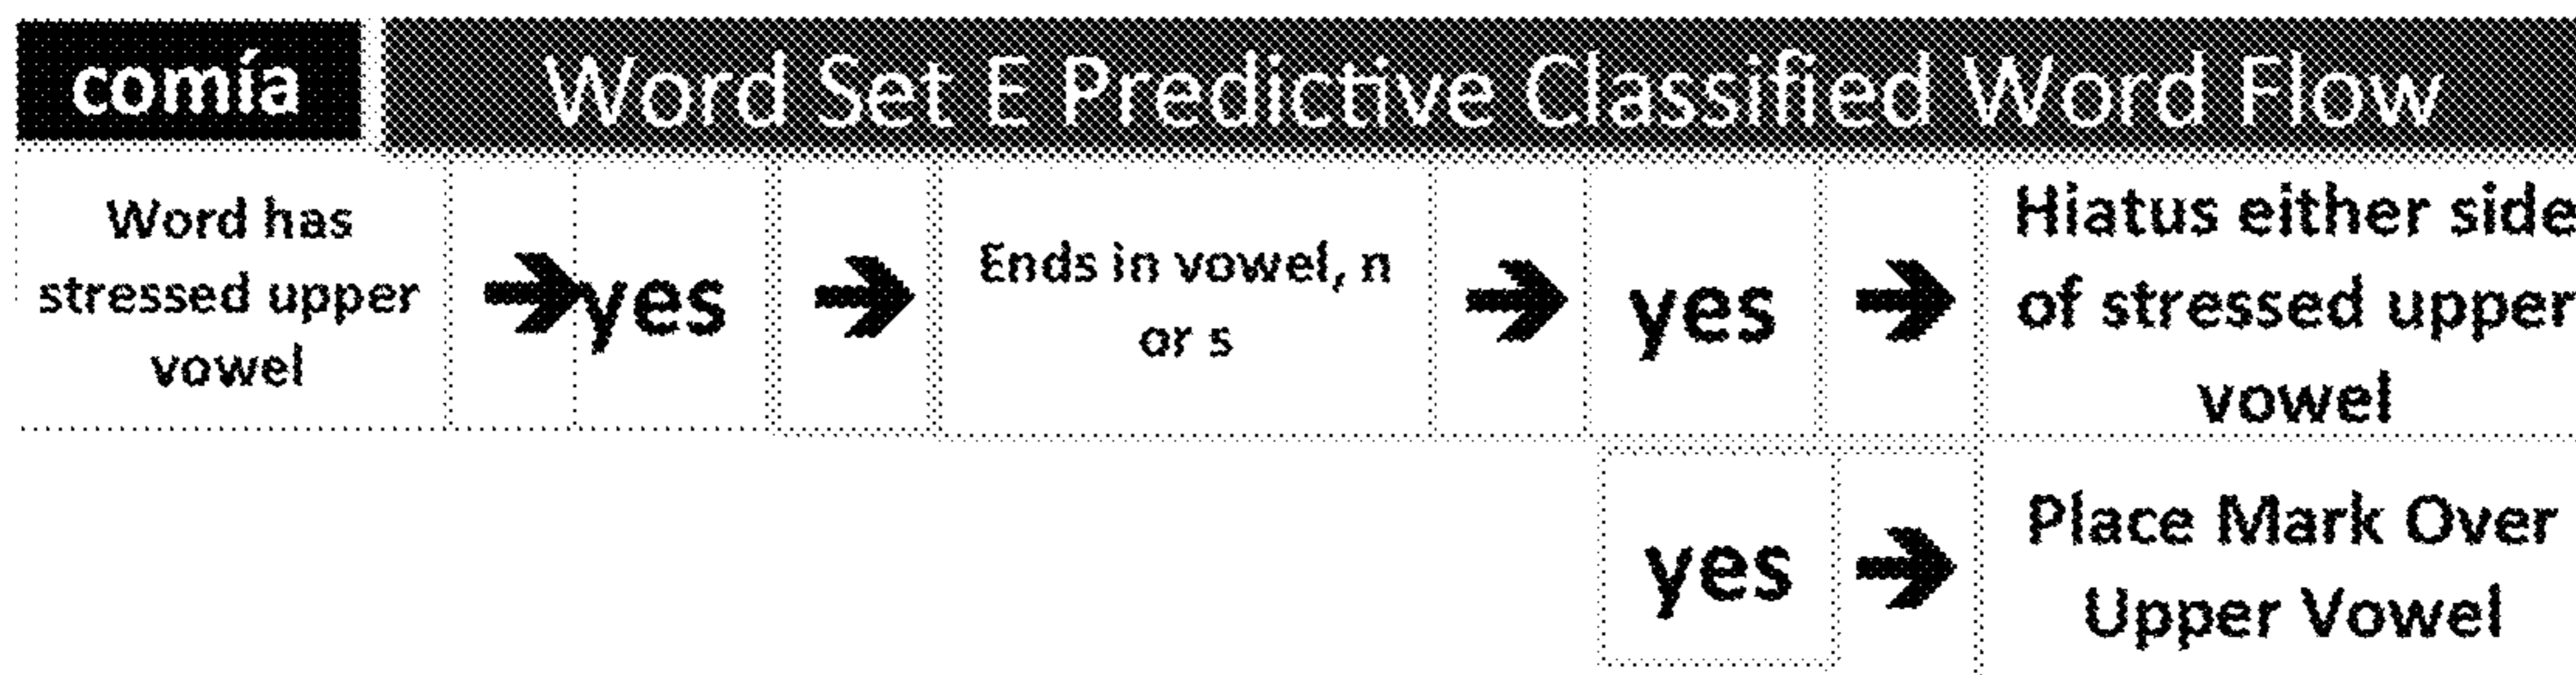 comía
Word Set E Predictive Classified Word Flow
Word has
stressed upper
vowel
➔
yes
➔
Ends in vowel, n
or s
➔
yes
➔
Hiatus either side
of stressed upper
vowel
yes
➔
Place Mark Over
Upper Vowel